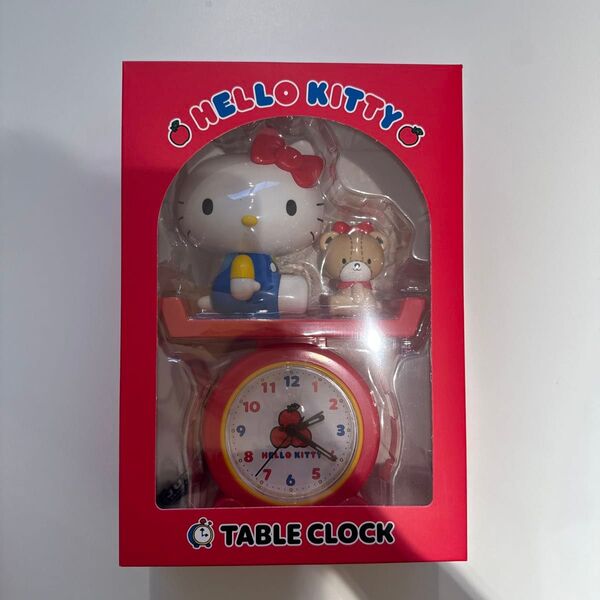 HELLO KITTY
11 12 1
10 2
9 3
8 4
7 6 5
HELLO KITTY
TABLE CLOCK